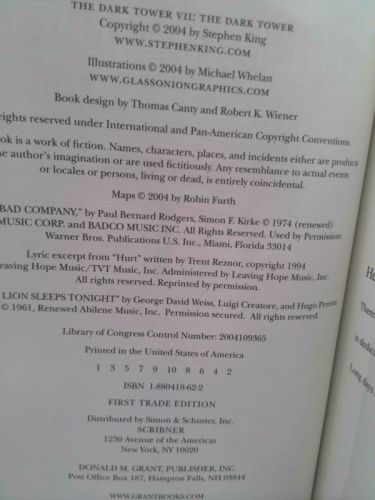 THE DARK TOWER VII: THE DARK TOWER
Copyright © 2004 by Stephen King
WWW.STEPHENKING.COM
Illustrations © 2004 by Michael Whelan
WWW.GLASSONIONGRAPHICS.COM
Book design by Thomas Canty and Robert K. Wiener
rights reserved under International and Pan-American Copyright Conventions.
ok is a work of fiction. Names, characters, places, and incidents either are products
he author's imagination or are used fictitiously. Any resemblance to actual events
or locales or persons, living or dead, is entirely coincidental.
Maps © 2004 by Robin Furth
BAD COMPANY," by Paul Bernard Rodgers, Simon F. Kirke © 1974 (renewed)
MUSIC CORP. and BADCO MUSIC INC. All Rights Reserved. Used by Permission.
Warner Bros. Publications U.S. Inc., Miami, Florida 33014
Lyric excerpt from "Hurt" written by Trent Reznor, copyright 1994
eaving Hope Music/TVT Music, Inc. Administered by Leaving Hope Music, Inc.
All rights reserved. Reprinted by permission.
LION SLEEPS TONIGHT" by George David Weiss, Luigi Creatore, and Hugo Peretti
© 1961, Renewed Abilene Music, Inc. Permission secured. All rights reserved.
Library of Congress Control Number: 2004109365
Printed in the United States of America
1 3 5 7 9 10 8 6 4 2
ISBN 1-880418-62-2
FIRST TRADE EDITION
Distributed by Simon & Schuster, Inc.
SCRIBNER
1230 Avenue of the Americas
New York, NY 10020
DONALD M. GRANT, PUBLISHER, INC.
Post Office Box 187, Hampton Falls, NH 03844
WWW.GRANTBOOKS.COM
Long days